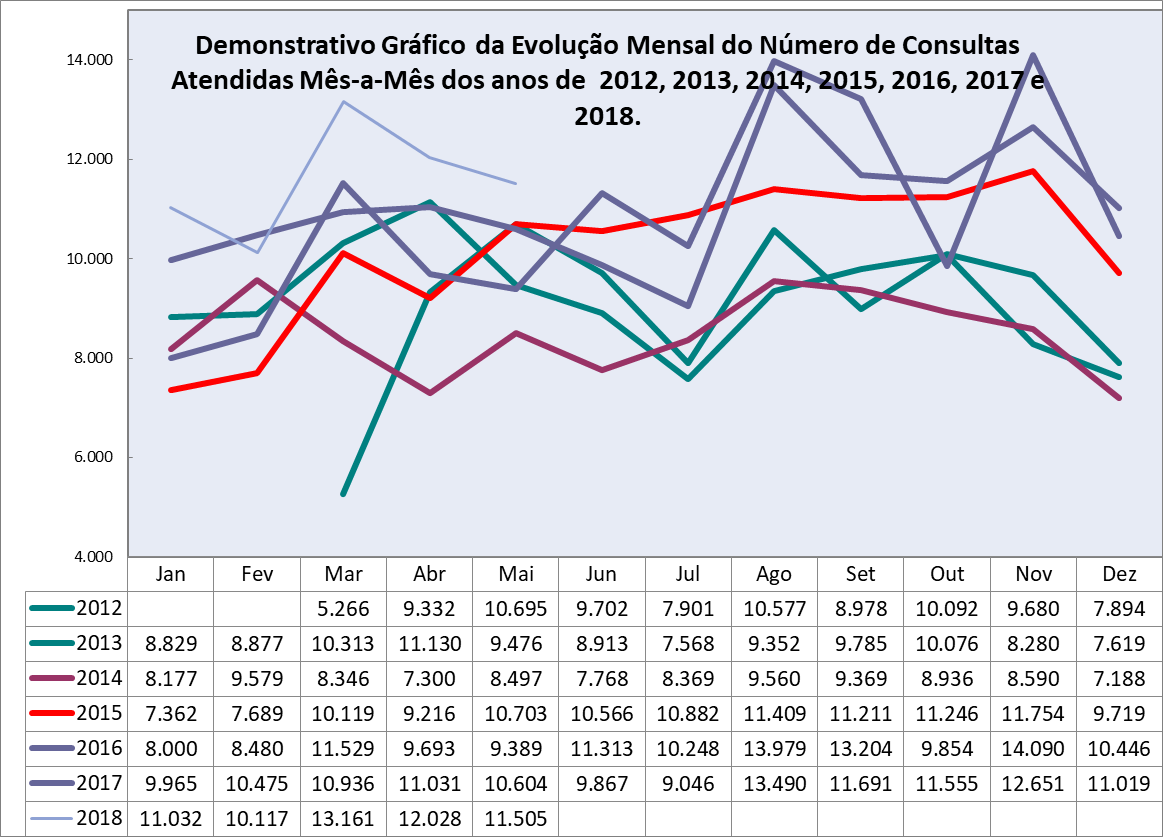 Demonstrativo Gráfico da Evolução Mensal do Número de Consultas
Atendidas Mês-a-Mês dos anos de 2012, 2013, 2014, 2015, 2016, 2017 e
2018.
14.000
12.000
10.000
8.000
6.000
4.000
Jan Fev Mar Abr Mai Jun Jul Ago Set Out Nov Dez
2012 5.266 9.332 10.695 9.702 7.901 10.577 8.978 10.092 9.680 7.894
2013 8.829 8.877 10.313 11.130 9.476 8.913 7.568 9.352 9.785 10.076 8.280 7.619
2014 8.177 9.579 8.346 7.300 8.497 7.768 8.369 9.560 9.369 8.936 8.590 7.188
2015 7.362 7.689 10.119 9.216 10.703 10.566 10.882 11.409 11.211 11.246 11.754 9.719
2016 8.000 8.480 11.529 9.693 9.389 11.313 10.248 13.979 13.204 9.854 14.090 10.446
2017 9.965 10.475 10.936 11.031 10.604 9.867 9.046 13.490 11.691 11.555 12.651 11.019
2018 11.032 10.117 13.161 12.028 11.505